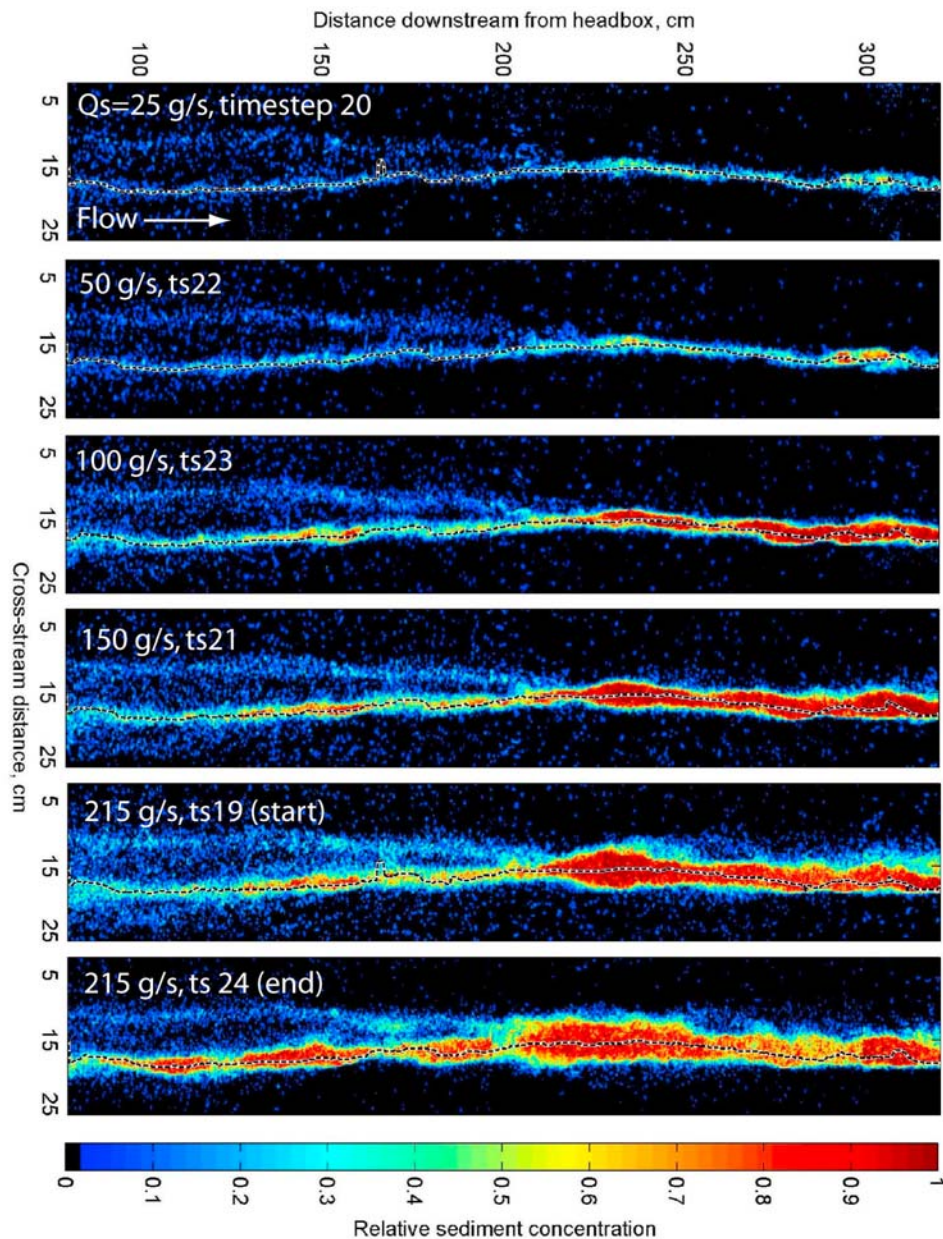 Distance downstream from headbox, cm
100 150 200 250 300
5 15 25
Qs=25 g/s, timestep 20
Flow
5 15 25
50 g/s, ts22
5 15 25
100 g/s, ts23
5 15 25
150 g/s, ts21
5 15 25
215 g/s, ts19 (start)
5 15 25
215 g/s, ts 24 (end)
Cross-stream distance, cm
0 0.1 0.2 .3 .4 0.5 0.6 0.7 0.8 0.9 1
Relative sediment concentration